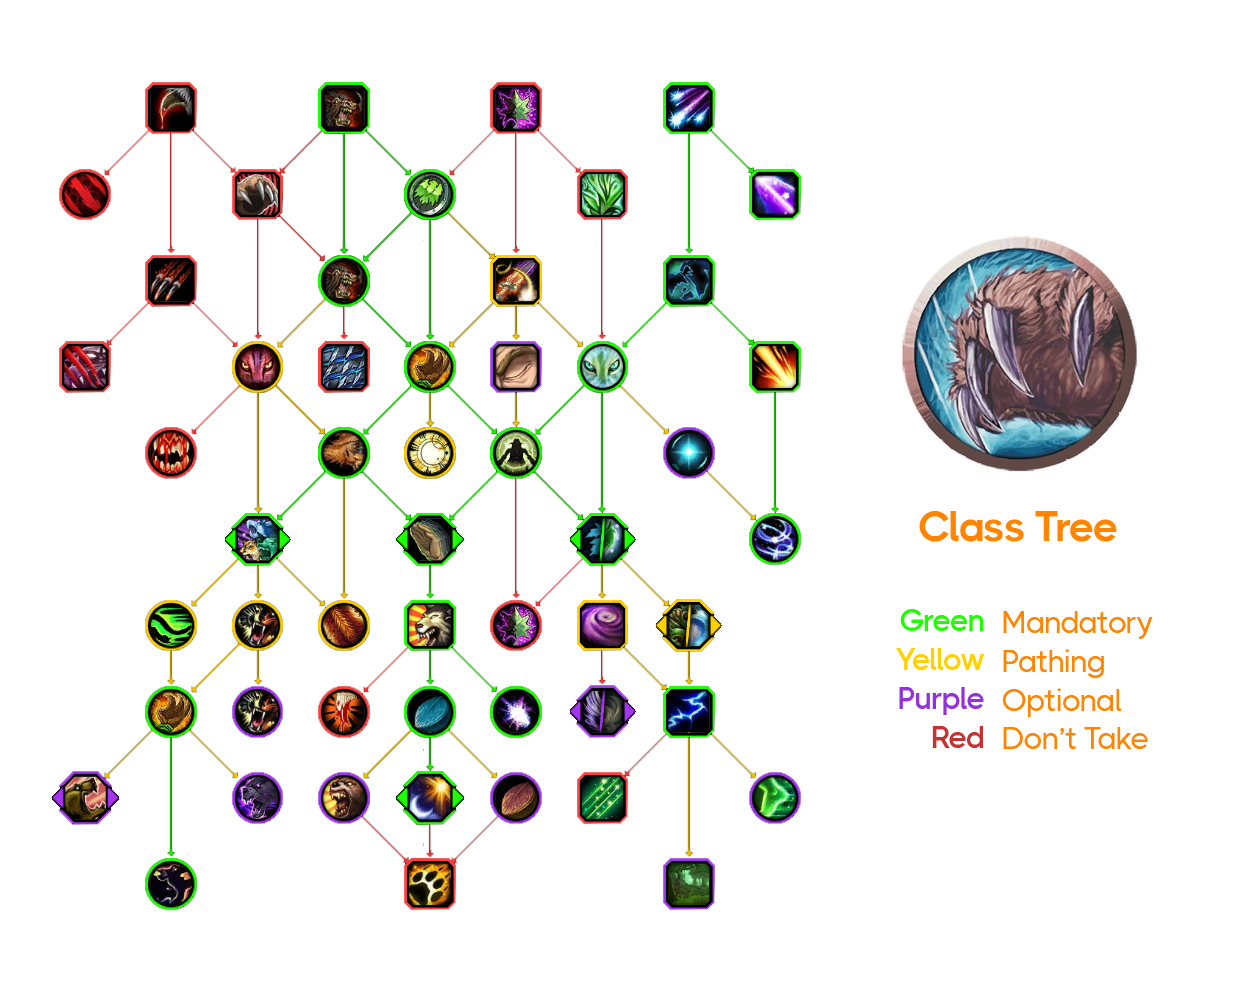 Class Tree
Green Mandatory
Yellow Pathing
Purple Optional
Red Don't Take